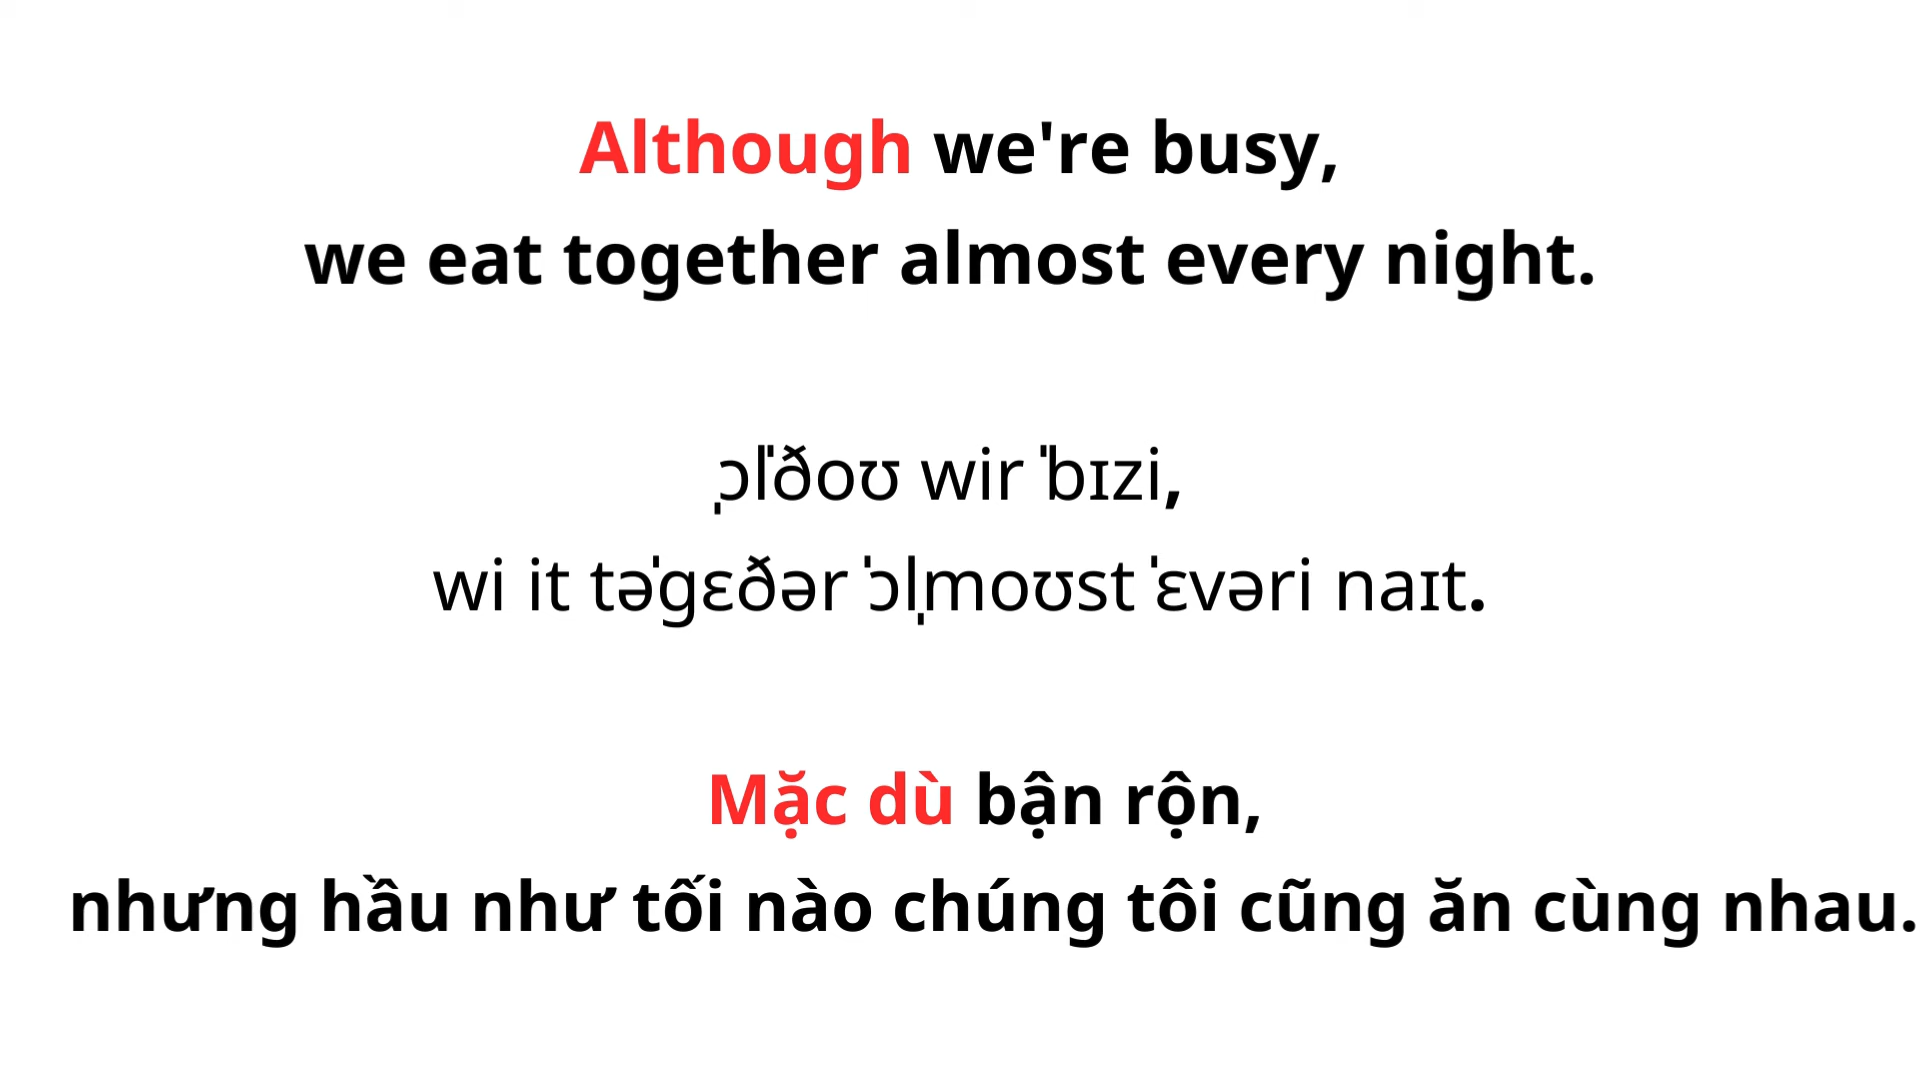 Although we're busy,
we eat together almost every night.
ˌɔlˈðoʊ wir ˈbɪzi,
wi it təˈgɛðər ˈɔlˌmoʊst ˈɛvəri naɪt.
Mặc dù bận rộn,
nhưng hầu như tối nào chúng tôi cũng ăn cùng nhau.